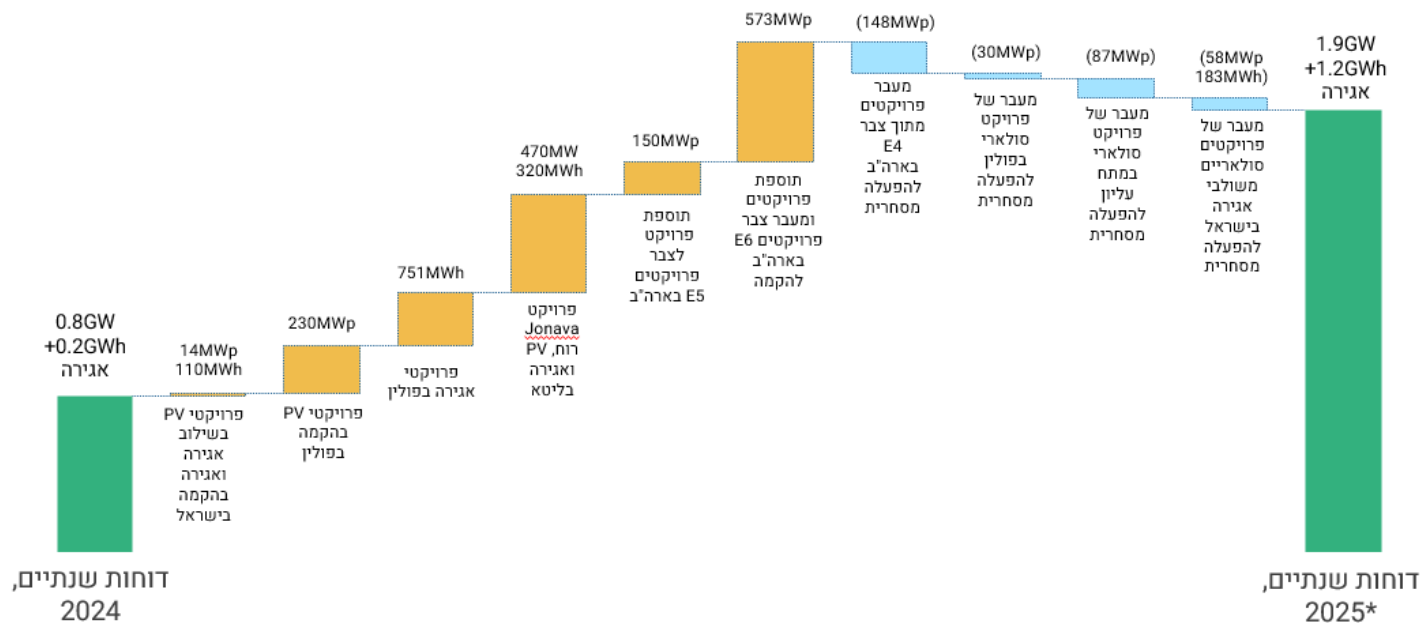 0.8GW
+0.2GWh
אגירה
דוחות שנתיים,
2024
14MWp
110MWh
פרויקטי PV
בשילוב
אגירה
ואגירה
בהקמה
בישראל
230MWp
פרויקטי PV
בהקמה
בפולין
751MWh
פרויקטי
אגירה בפולין
470MW
320MWh
פרויקט
Jonava
רוח, PV
ואגירה
בליטא
150MWp
תוספת
פרויקט
לצבר
פרויקטים
E5 בארה"ב
573MWp
תוספת
פרויקטים
ומעבר צבר
פרויקטים E6
בארה"ב
להקמה
(148MWp)
מעבר
פרויקטים
מתוך צבר
E4
בארה"ב
להפעלה
מסחרית
(30MWp)
מעבר של
פרויקט
סולארי
בפולין
להפעלה
מסחרית
(87MWp)
מעבר של
פרויקט
סולארי
במתח
עליון
להפעלה
מסחרית
(58MWp
183MWh)
מעבר של
פרויקטים
סולאריים
משולבי
אגירה
בישראל
להפעלה
מסחרית
1.9GW
+1.2GWh
אגירה
דוחות שנתיים,
2025*